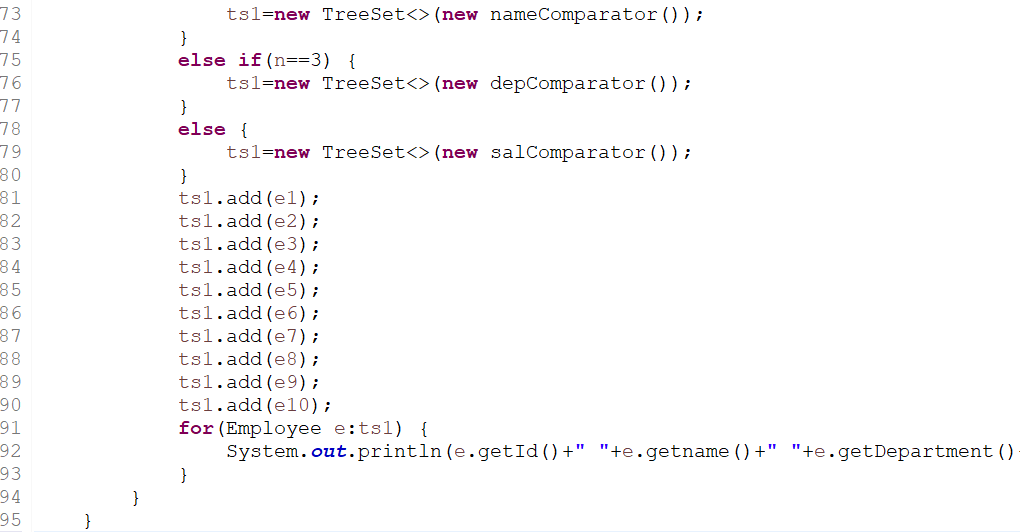 73                 ts1=new TreeSet<>(new nameComparator());
74             }
75             else if(n==3) {
76                 ts1=new TreeSet<>(new depComparator());
77             }
78             else {
79                 ts1=new TreeSet<>(new salComparator());
80             }
81             ts1.add(e1);
82             ts1.add(e2);
83             ts1.add(e3);
84             ts1.add(e4);
85             ts1.add(e5);
86             ts1.add(e6);
87             ts1.add(e7);
88             ts1.add(e8);
89             ts1.add(e9);
90             ts1.add(e10);
91             for(Employee e:ts1) {
92                 System.out.println(e.getId()+" "+e.getname()+" "+e.getDepartment()
93             }
94         }
95     }